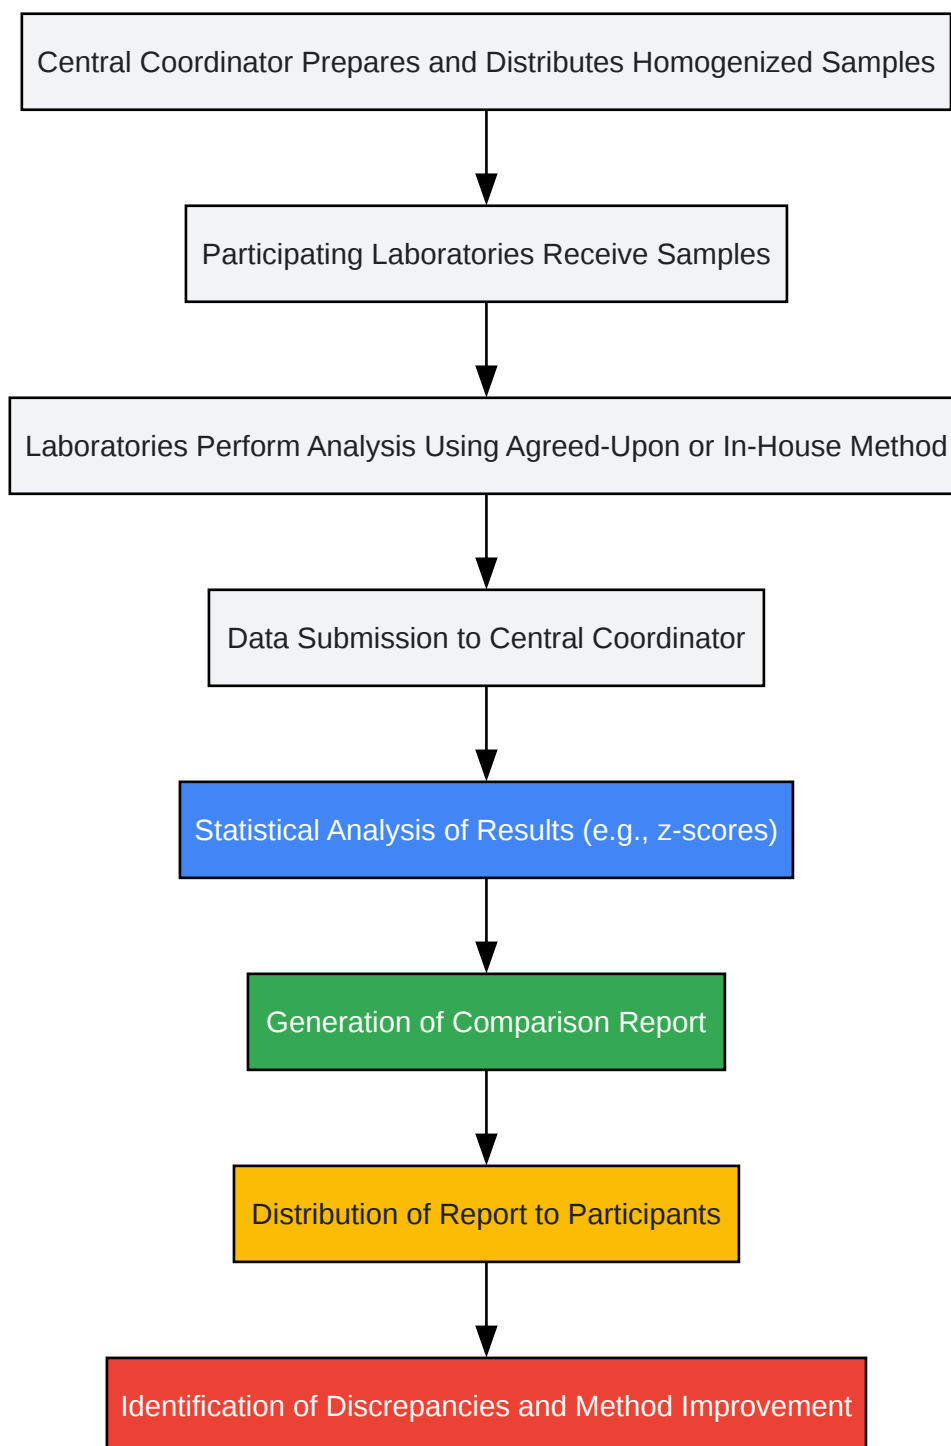 Central Coordinator Prepares and Distributes Homogenized Samples
Participating Laboratories Receive Samples
Laboratories Perform Analysis Using Agreed-Upon or In-House Method
Data Submission to Central Coordinator
Statistical Analysis of Results (e.g., z-scores)
Generation of Comparison Report
Distribution of Report to Participants
Identification of Discrepancies and Method Improvement